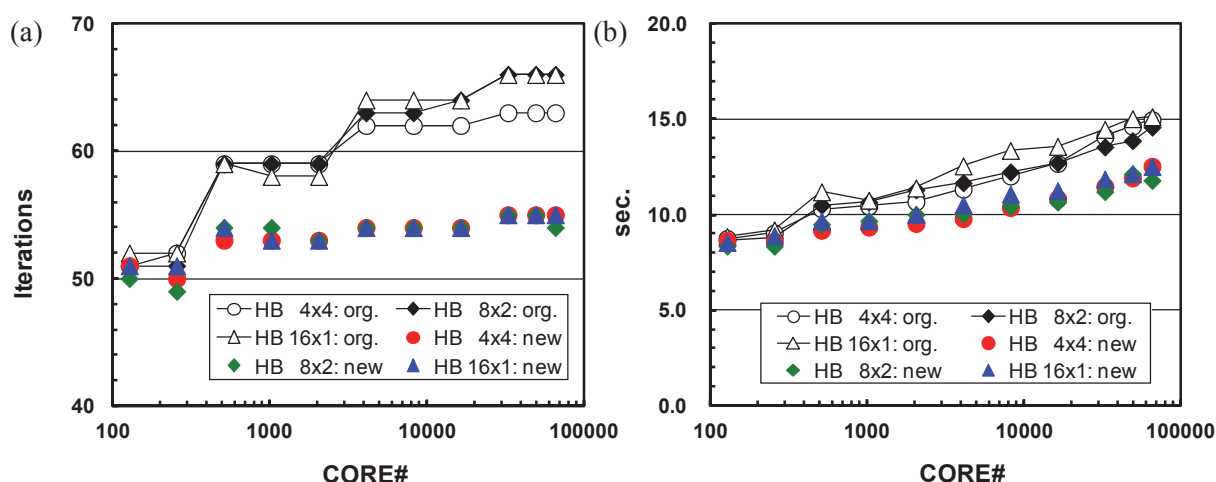 (a)
70
60
50
40
Iterations
HB 4x4: org.
HB 8x2: org.
HB 16x1: org.
HB 4x4: new
HB 8x2: new
HB 16x1: new
100 1000 10000 100000
CORE#
(b)
20.0
15.0
10.0
5.0
0.0
sec.
HB 4x4: org.
HB 8x2: org.
HB 16x1: org.
HB 4x4: new
HB 8x2: new
HB 16x1: new
100 1000 10000 100000
CORE#